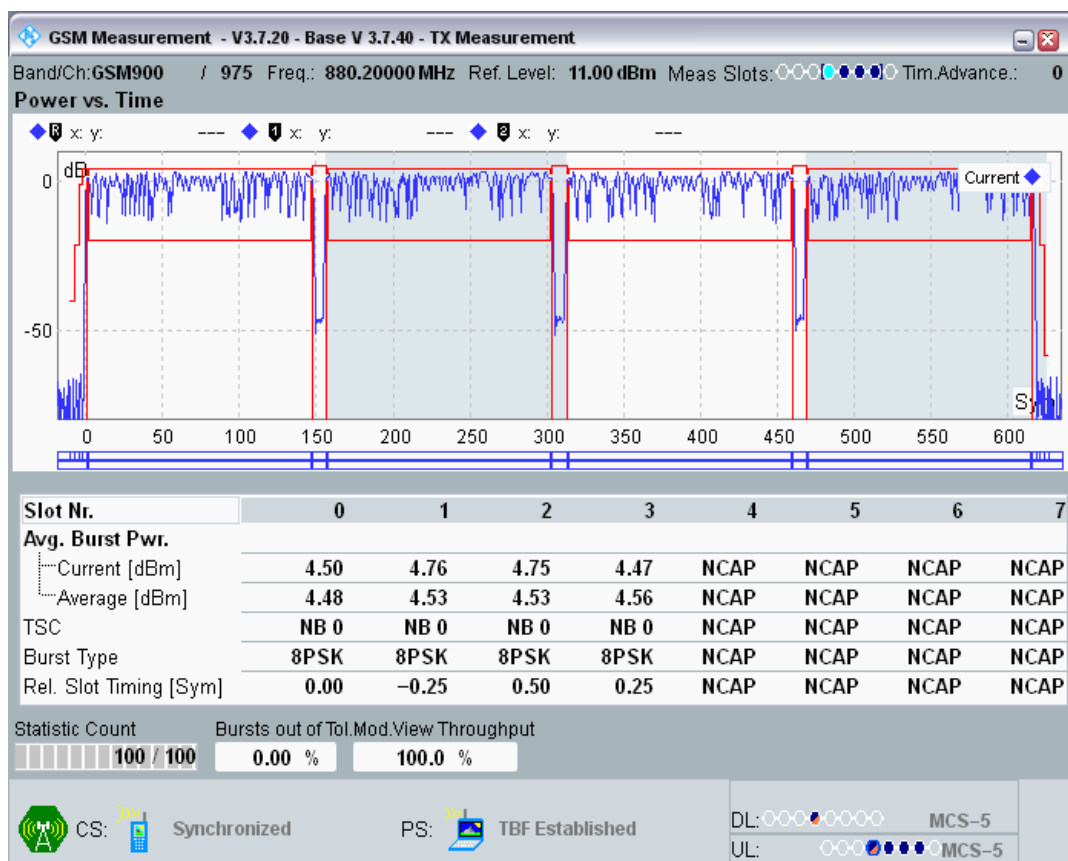 GSM Measurement - V3.7.20 - Base V 3.7.40 - TX Measurement
Band/Ch:GSM900 / 975 Freq.: 880.20000 MHz Ref. Level: 11.00 dBm Meas Slots: Tim.Advance.: 0
Power vs. Time
R x: y: --- 1 x: y: --- 2 x: y: ---
dB
Current
0
-50
0 50 100 150 200 250 300 350 400 450 500 550 600
Slot Nr. 0 1 2 3 4 5 6 7
Avg. Burst Pwr.
Current [dBm] 4.50 4.76 4.75 4.47 NCAP NCAP NCAP NCAP
Average [dBm] 4.48 4.53 4.53 4.56 NCAP NCAP NCAP NCAP
TSC NB 0 NB 0 NB 0 NB 0 NCAP NCAP NCAP NCAP
Burst Type 8PSK 8PSK 8PSK 8PSK NCAP NCAP NCAP NCAP
Rel. Slot Timing [Sym] 0.00 −0.25 0.50 0.25 NCAP NCAP NCAP NCAP
Statistic Count Bursts out of Tol.Mod.View Throughput
100 / 100 0.00 % 100.0 %
CS: Synchronized PS: TBF Established
DL: MCS−5
UL: MCS−5